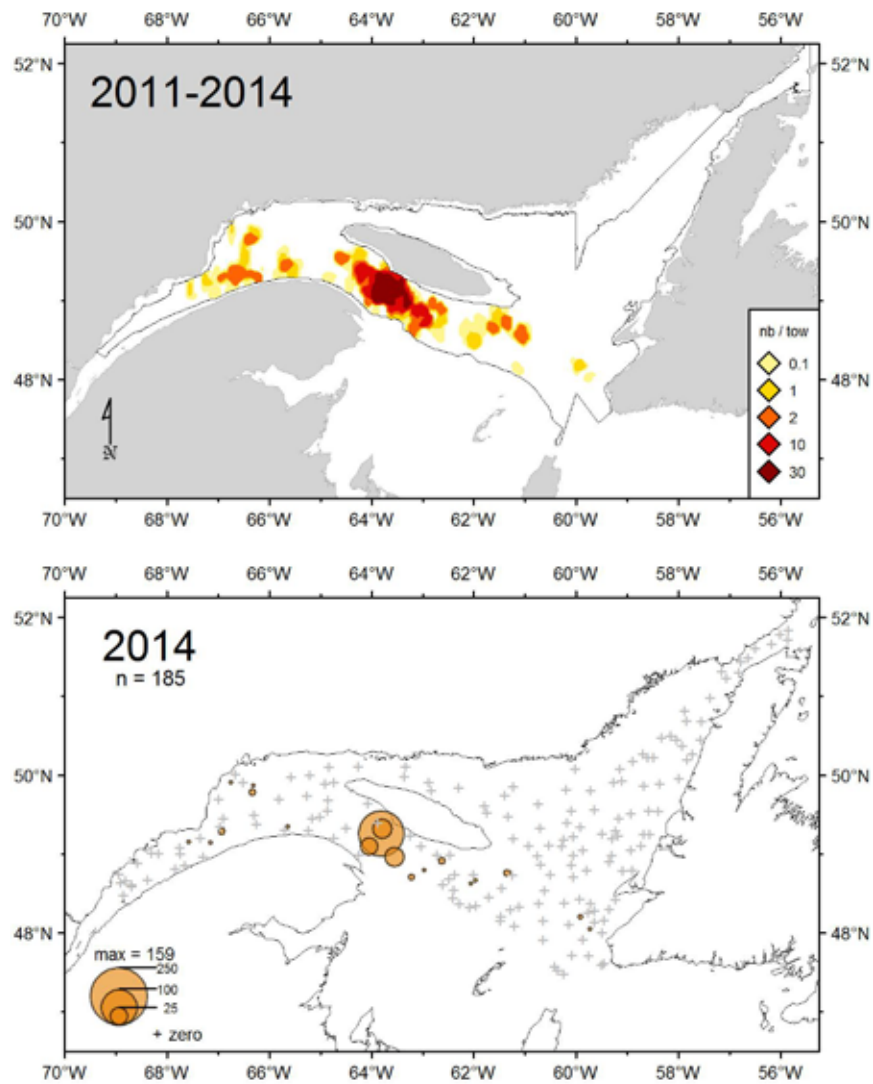 70°W 68°W 66°W 64°W 62°W 60°W 58°W 56°W
52°N 52°N
2011-2014
50°N 50°N
nb / tow
0.1
48°N 48°N
1
2
N
10
30
70°W 68°W 66°W 64°W 62°W 60°W 58°W 56°W
70°W 68°W 66°W 64°W 62°W 60°W 58°W 56°W
52°N 52°N
2014
n = 185
50°N 50°N
48°N 48°N
max = 159
250
100
25
+ zero
70°W 68°W 66°W 64°W 62°W 60°W 58°W 56°W